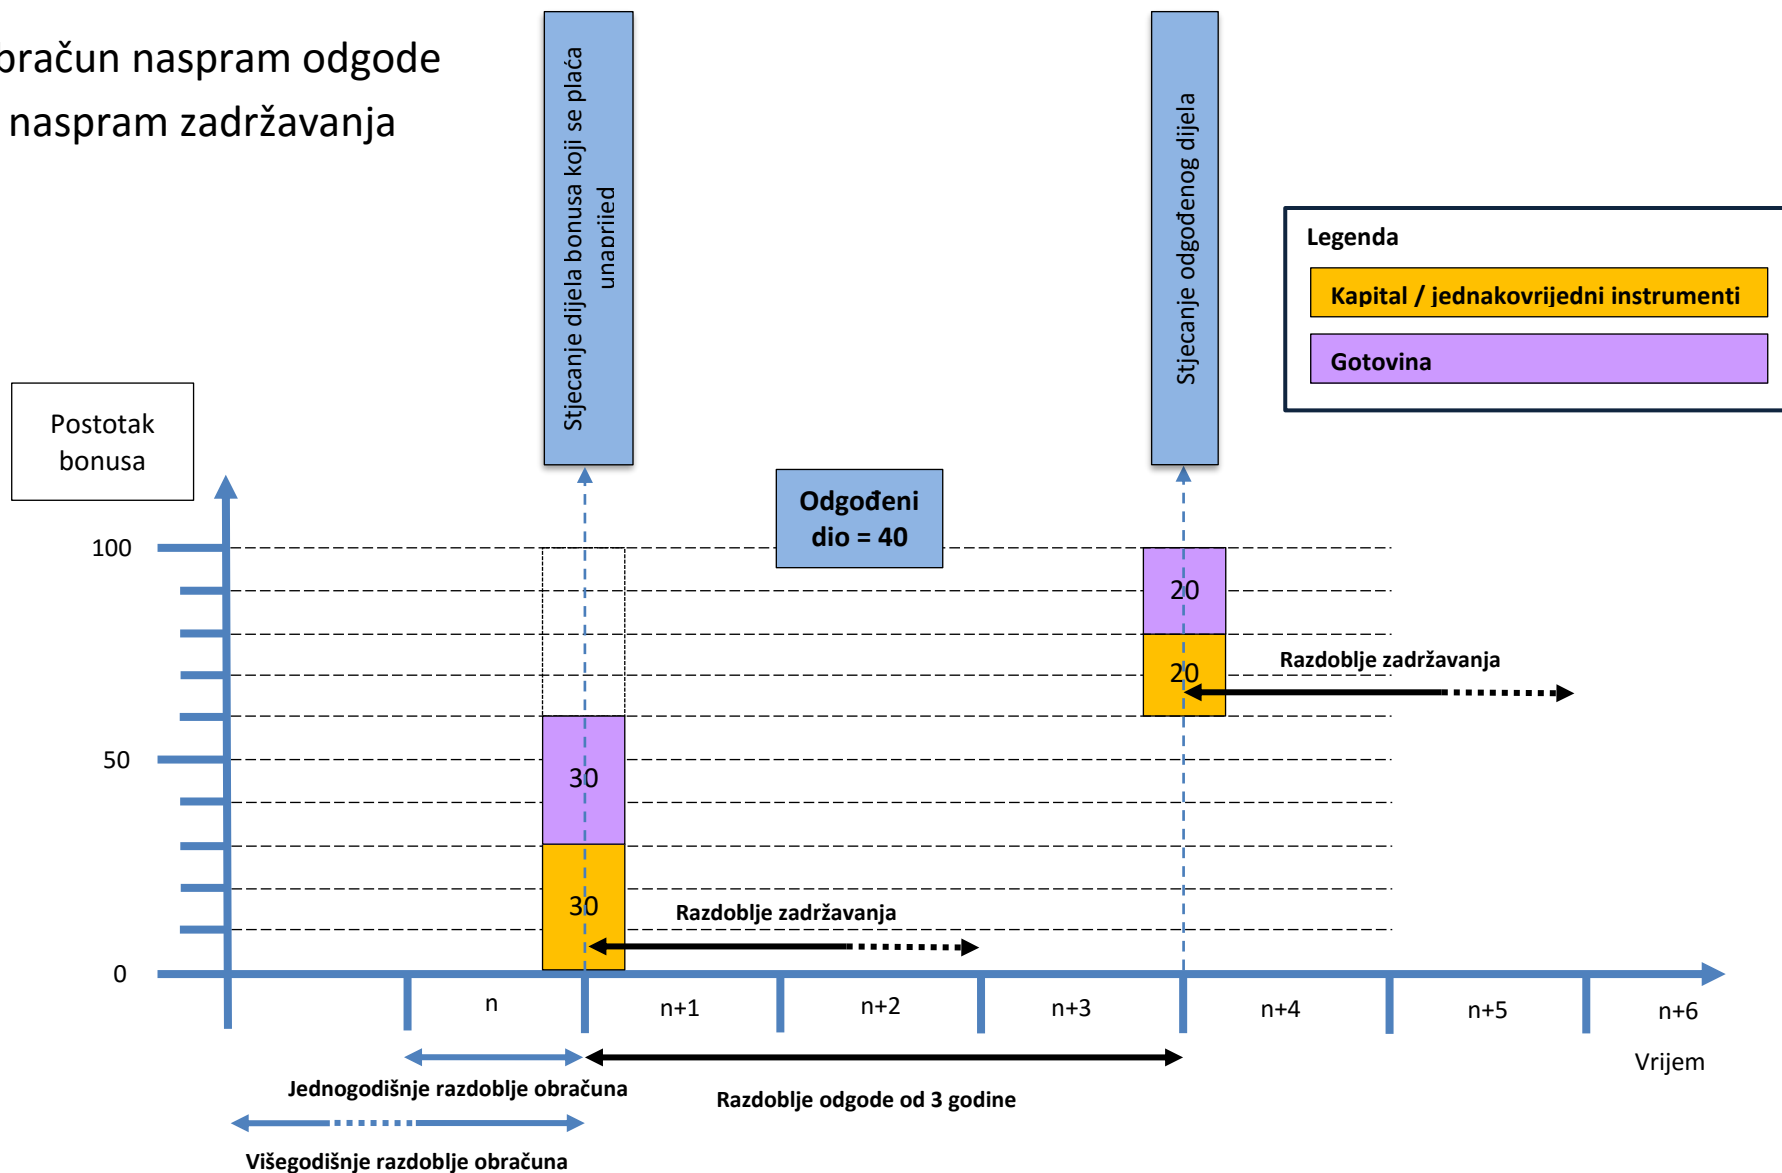 bračun naspram odgode
naspram zadržavanja
Stjecanje dijela bonusa koji se plaća
unaprijed
Stjecanje odgođenog dijela
Legenda
Kapital / jednakovrijedni instrumenti
Gotovina
Postotak
bonusa
Odgođeni
dio = 40
100
50
0
20
20
30
30
Razdoblje zadržavanja
Razdoblje zadržavanja
n
n+1
n+2
n+3
n+4
n+5
n+6
Vrijem
Jednogodišnje razdoblje obračuna
Razdoblje odgode od 3 godine
Višegodišnje razdoblje obračuna